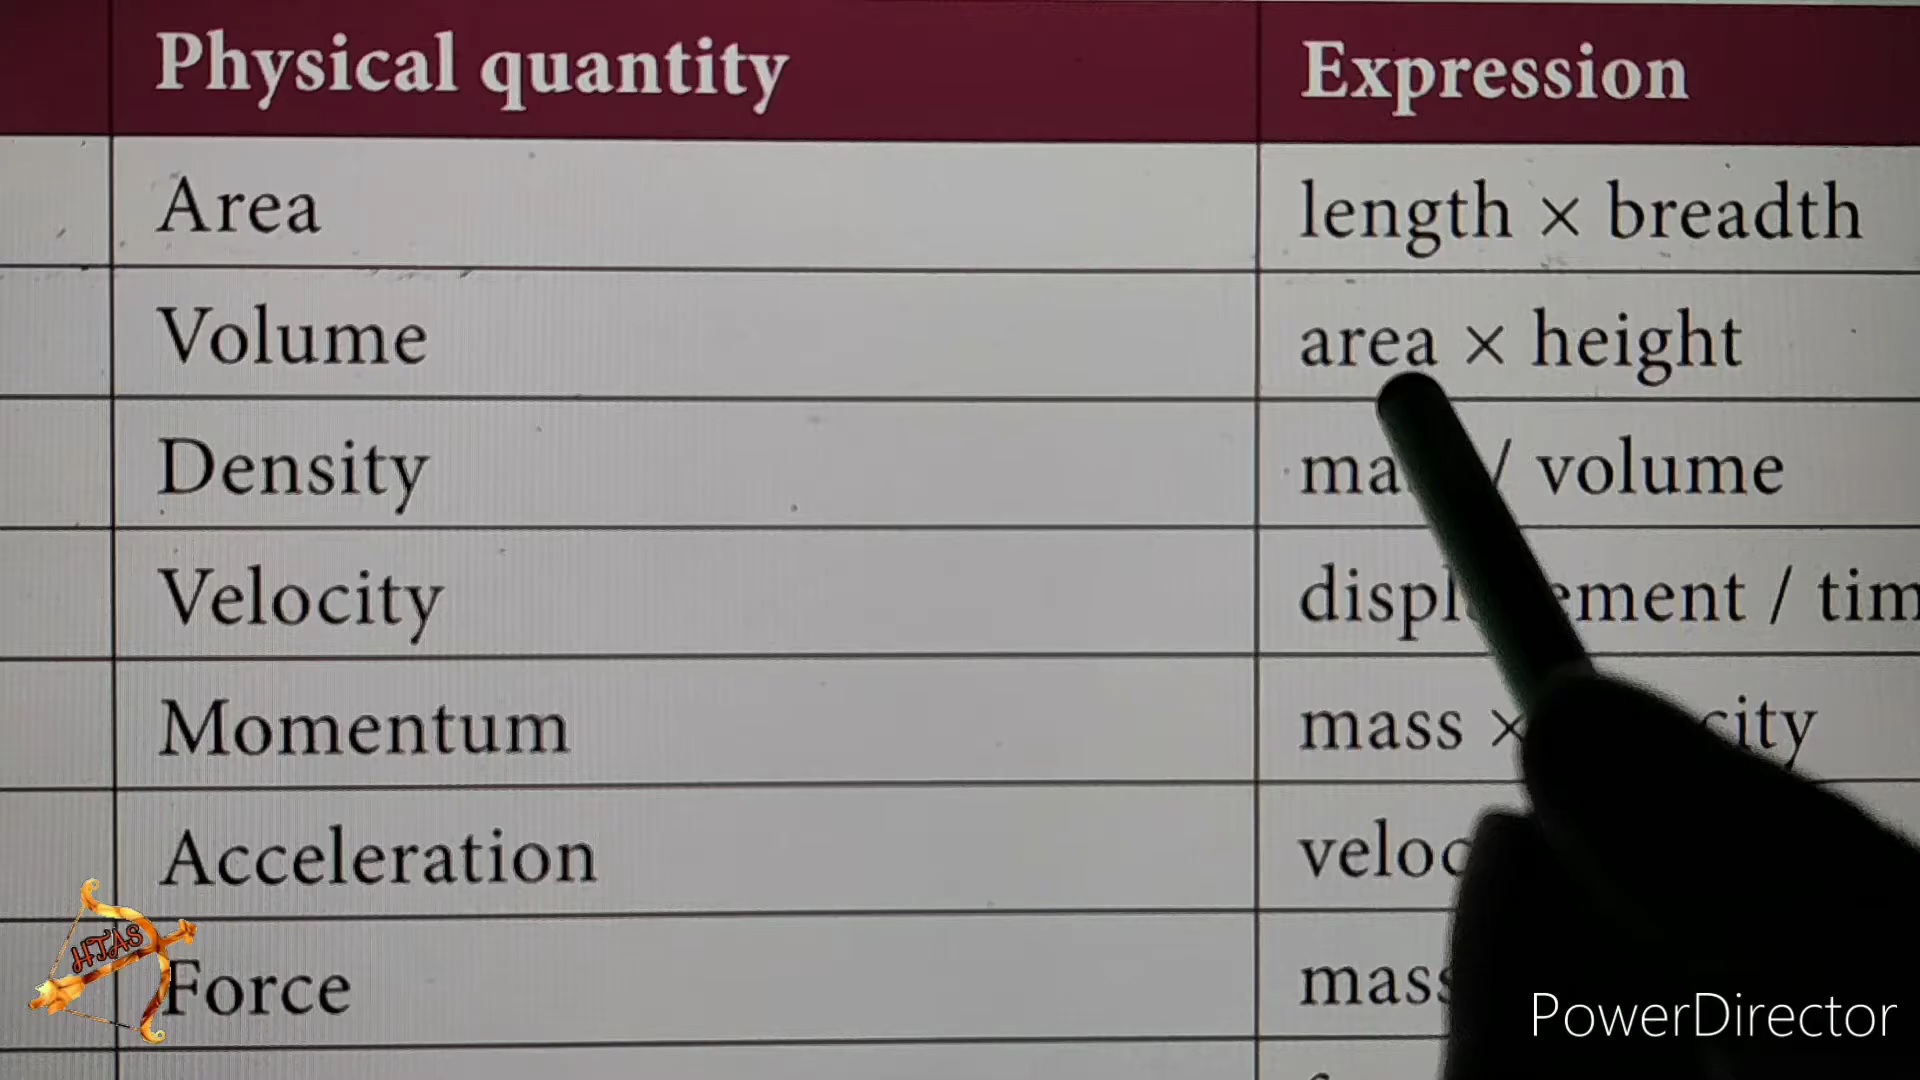 Physical quantity Expression
Area length × breadth
Volume area × height
Density / volume
Velocity /
Momentum mass ×
Acceleration
Force
HTAS
PowerDirector